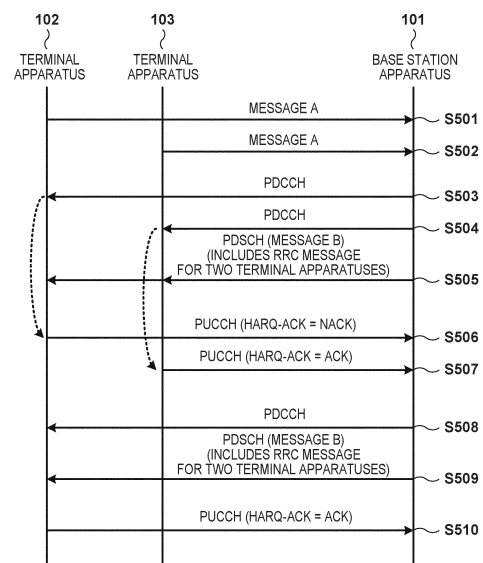 102
103
101
TERMINAL
APPARATUS
TERMINAL
APPARATUS
BASE STATION
APPARATUS
MESSAGE A
S501
MESSAGE A
S502
PDCCH
S503
PDCCH
S504
PDSCH (MESSAGE B)
(INCLUDES RRC MESSAGE
FOR TWO TERMINAL APPARATUSES)
S505
PUCCH (HARQ-ACK = NACK)
S506
PUCCH (HARQ-ACK = ACK)
S507
PDCCH
S508
PDSCH (MESSAGE B)
(INCLUDES RRC MESSAGE
FOR TWO TERMINAL APPARATUSES)
S509
PUCCH (HARQ-ACK = ACK)
S510